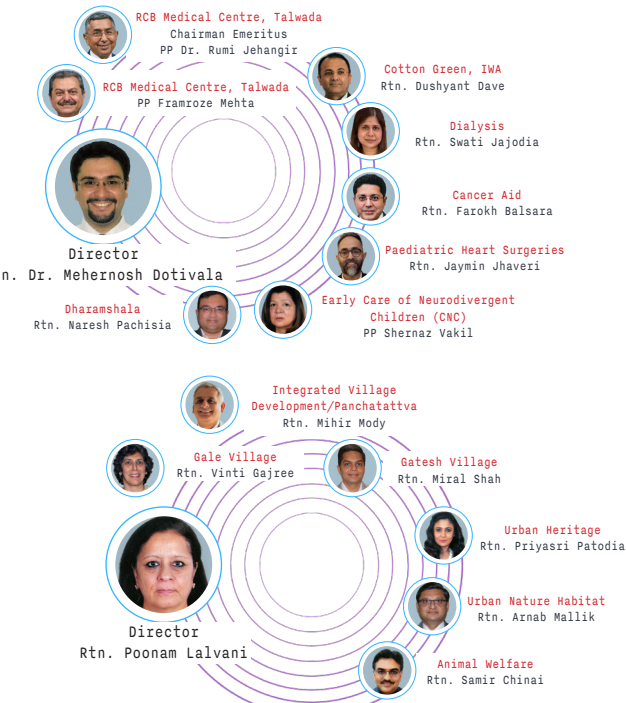 RCB Medical Centre, Talwada
Chairman Emeritus
PP Dr. Rumi Jehangir
RCB Medical Centre, Talwada
PP Framroze Mehta
Cotton Green, IWA
Rtn. Dushyant Dave
Dialysis
Rtn. Swati Jajodia
Cancer Aid
Rtn. Farokh Balsara
Paediatric Heart Surgeries
Rtn. Jaymin Jhaveri
Early Care of Neurodivergent
Children (CNC)
PP Shernaz Vakil
Director
n. Dr. Mehernosh Dotivala
Dharamshala
Rtn. Naresh Pachisia
Integrated Village
Development/Panchatattva
Rtn. Mihir Mody
Gale Village
Rtn. Vinti Gajree
Gatesh Village
Rtn. Miral Shah
Urban Heritage
Rtn. Priyasri Patodia
Urban Nature Habitat
Rtn. Arnab Mallik
Director
Rtn. Poonam Lalvani
Animal Welfare
Rtn. Samir Chinai